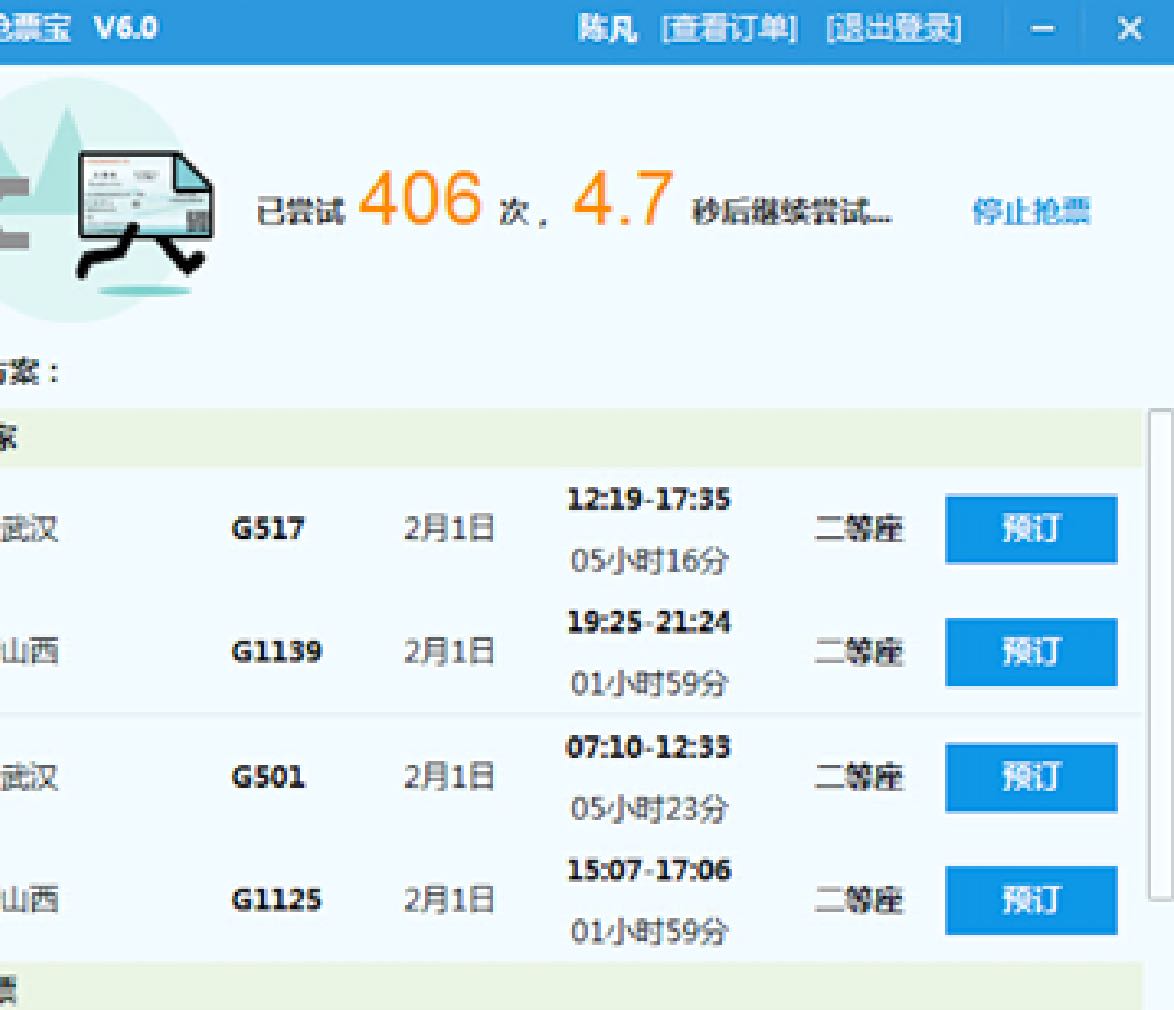 抢票宝 V6.0 陈凡 [查看订单] [退出登录]
已尝试 406 次，4.7 秒后继续尝试... 停止抢票
方案：
家
武汉 G517 2月1日 12:19-17:35 05小时16分 二等座 预订
山西 G1139 2月1日 19:25-21:24 01小时59分 二等座 预订
武汉 G501 2月1日 07:10-12:33 05小时23分 二等座 预订
山西 G1125 2月1日 15:07-17:06 01小时59分 二等座 预订
票